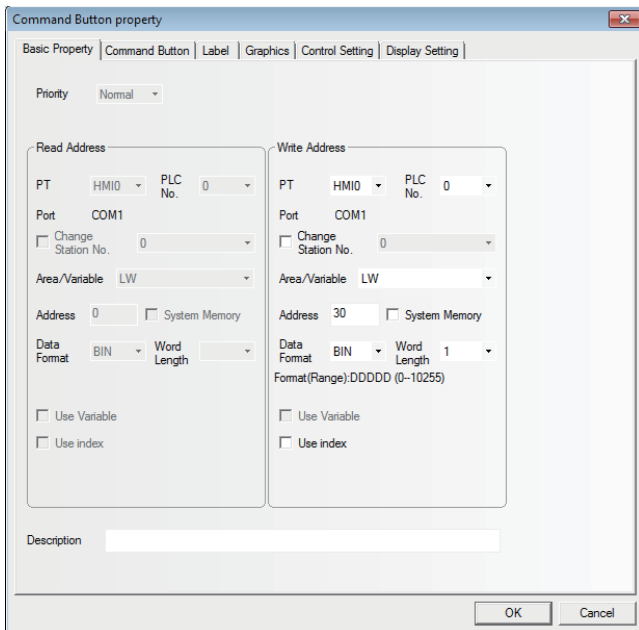 Command Button property
Basic Property Command Button Label Graphics Control Setting Display Setting
Priority Normal
Read Address
PT HMI0 PLC No. 0
Port COM1
Change Station No. 0
Area/Variable LW
Address 0 System Memory
Data Format BIN Word Length
Use Variable
Use index
Write Address
PT HMI0 PLC No. 0
Port COM1
Change Station No. 0
Area/Variable LW
Address 30 System Memory
Data Format BIN Word Length 1
Format(Range):DDDDD (0--10255)
Use Variable
Use index
Description
OK Cancel